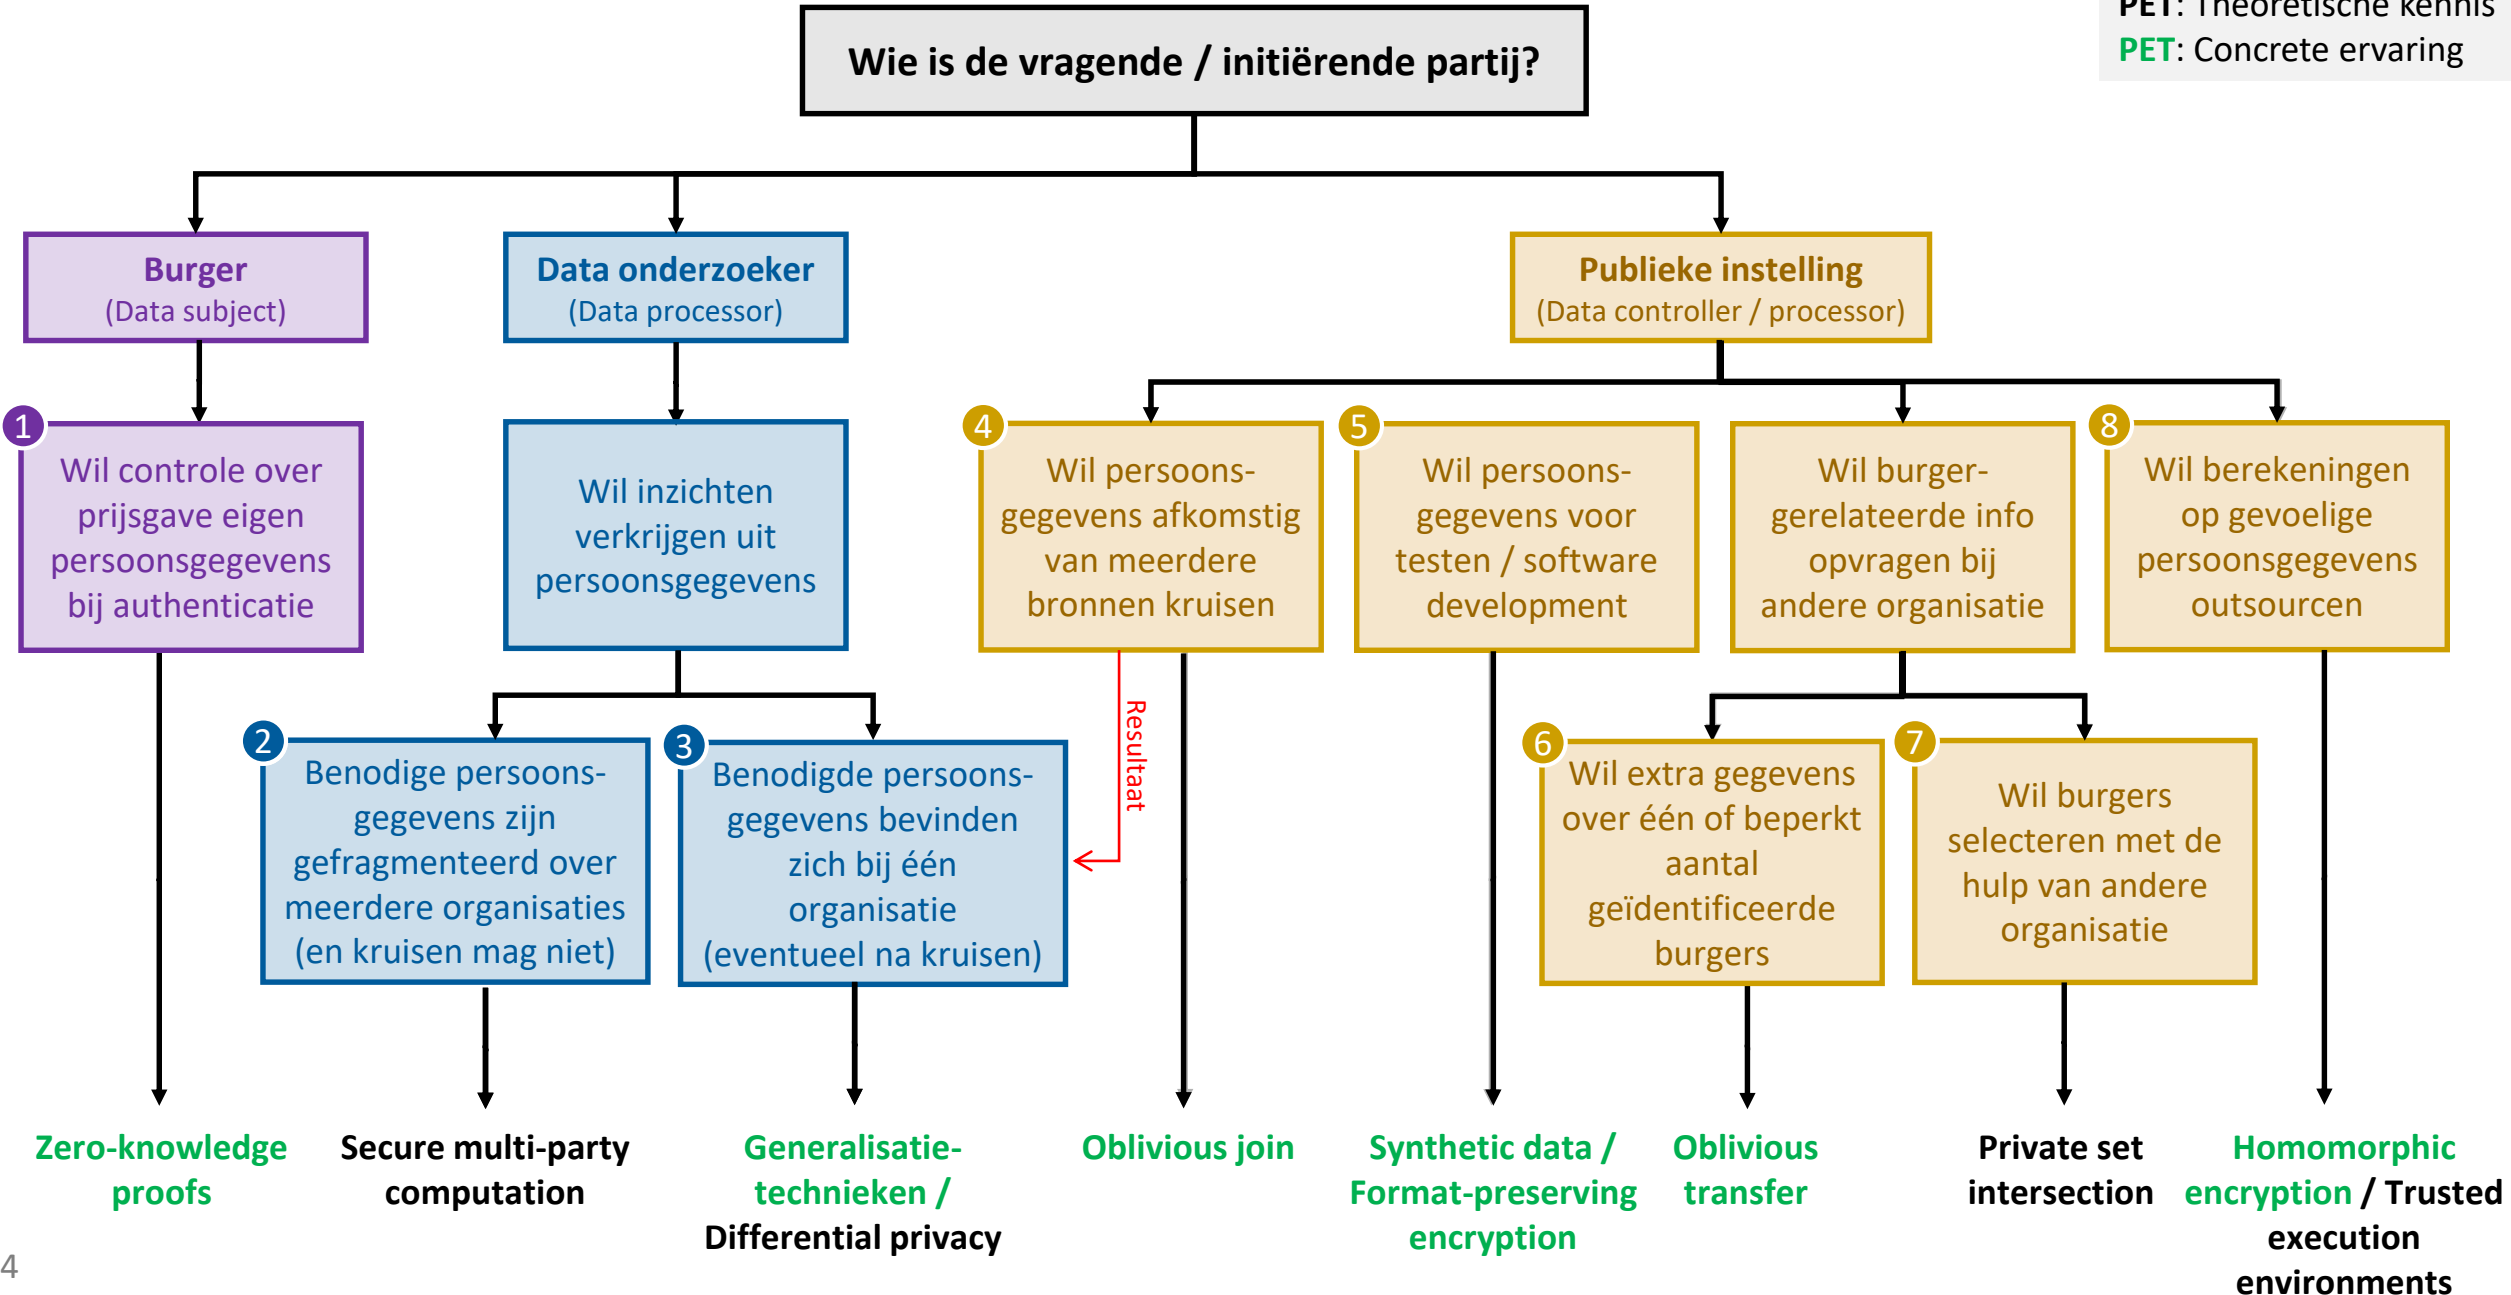 PET: Theoretische kennis
PET: Concrete ervaring
Wie is de vragende / initiërende partij?
Burger
(Data subject)
Data onderzoeker
(Data processor)
Publieke instelling
(Data controller / processor)
1
Wil controle over
prijsgave eigen
persoonsgegevens
bij authenticatie
Wil inzichten
verkrijgen uit
persoonsgegevens
4
Wil persoons-
gegevens afkomstig
van meerdere
bronnen kruisen
5
Wil persoons-
gegevens voor
testen / software
development
Wil burger-
gerelateerde info
opvragen bij
andere organisatie
8
Wil berekeningen
op gevoelige
persoonsgegevens
outsourcen
Resultaat
2
Benodige persoons-
gegevens zijn
gefragmenteerd over
meerdere organisaties
(en kruisen mag niet)
3
Benodigde persoons-
gegevens bevinden
zich bij één
organisatie
(eventueel na kruisen)
6
Wil extra gegevens
over één of beperkt
aantal
geïdentificeerde
burgers
7
Wil burgers
selecteren met de
hulp van andere
organisatie
Zero-knowledge
proofs
Secure multi-party
computation
Generalisatie-
technieken /
Differential privacy
Oblivious join
Synthetic data /
Format-preserving
encryption
Oblivious
transfer
Private set
intersection
Homomorphic
encryption / Trusted
execution
environments
4